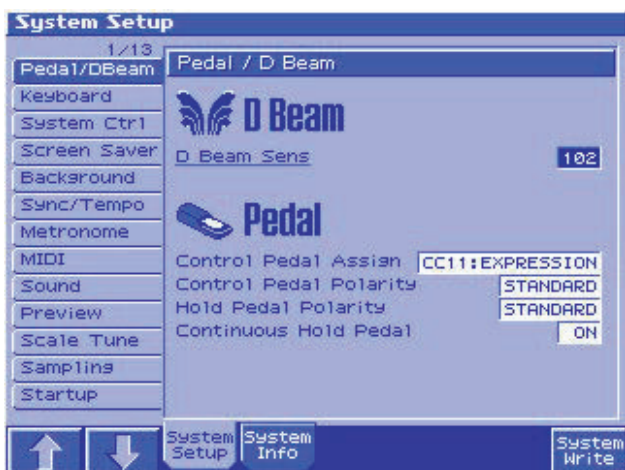 System Setup
1/13
Pedal/DBeam
Keyboard
System Ctrl
Screen Saver
Background
Sync/Tempo
Metronome
MIDI
Sound
Preview
Scale Tune
Sampling
Startup
Pedal / D Beam
D Beam
D Beam Sens 102
Pedal
Control Pedal Assign CC11:EXPRESSION
Control Pedal Polarity STANDARD
Hold Pedal Polarity STANDARD
Continuous Hold Pedal ON
System Setup
System Info
System Write